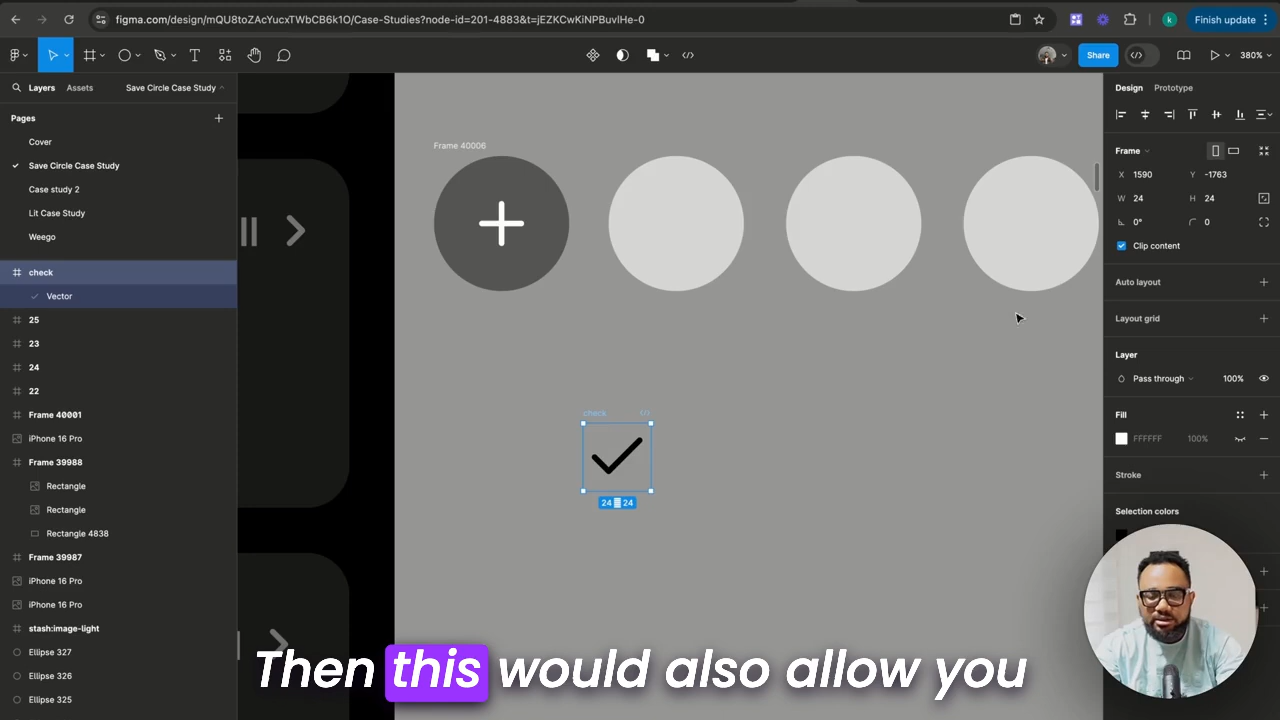 figma.com/design/mQU8toZAcYucxTWbCB6k1O/Case-Studies?node-id=201-4883&t=jEZKCwKiNPBuvIHe-0
Finish update
Share
380%
Layers
Assets
Save Circle Case Study
Pages
Cover
Save Circle Case Study
Case study 2
Lit Case Study
Weego
check
Vector
25
23
24
22
Frame 40001
iPhone 16 Pro
Frame 39988
Rectangle
Rectangle
Rectangle 4838
Frame 39987
iPhone 16 Pro
iPhone 16 Pro
stash:image-light
Ellipse 327
Ellipse 326
Ellipse 325
Frame 40006
check
24
24
Design
Prototype
Frame
X 1590 Y -1763
W 24 H 24
0° 0
Clip content
Auto layout
Layout grid
Layer
Pass through 100%
Fill
FFFFFF 100%
Stroke
Selection colors
Then this would also allow you